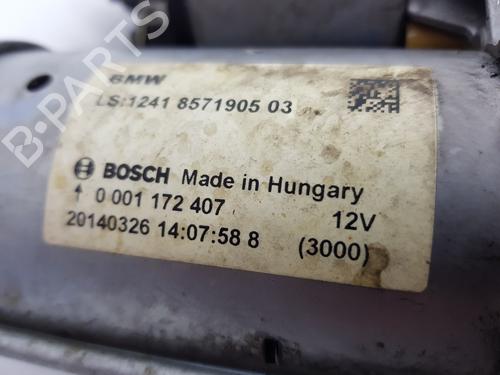 BMW
LS:1241 8571905 03
BOSCH Made in Hungary
0 001 172 407 12V
20140326 14:07:58 8 (3000)
B-PARTS